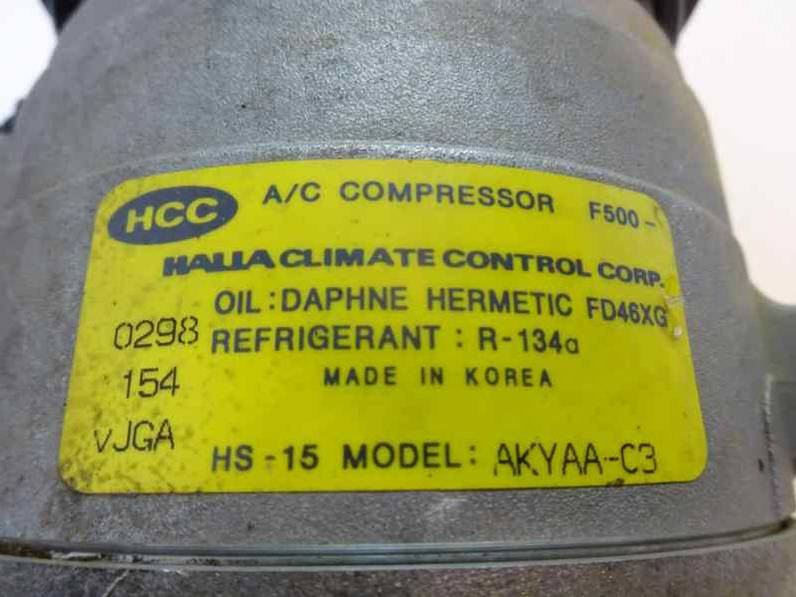 HCC A/C COMPRESSOR F500-
HALLA CLIMATE CONTROL CORP.
OIL : DAPHNE HERMETIC FD46XG
0298 REFRIGERANT : R-134a
154 MADE IN KOREA
VJGA
HS-15 MODEL: AKYAA-C3